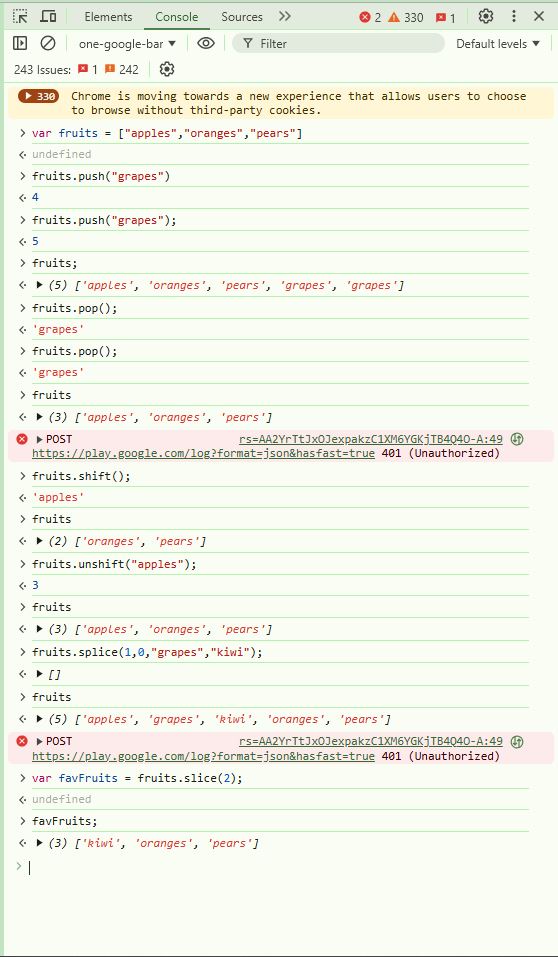 Elements Console Sources 2 330 1
one-google-bar Filter Default levels
243 Issues: 1 242
330 Chrome is moving towards a new experience that allows users to choose
to browse without third-party cookies.
var fruits = ["apples","oranges","pears"]
undefined
fruits.push("grapes")
4
fruits.push("grapes");
5
fruits;
(5) ['apples', 'oranges', 'pears', 'grapes', 'grapes']
fruits.pop();
'grapes'
fruits.pop();
'grapes'
fruits
(3) ['apples', 'oranges', 'pears']
POST rs=AA2YrTtJxOJexpakzC1XM6YGKjTB4Q4O-A:49
https://play.google.com/log?format=json&hasfast=true 401 (Unauthorized)
fruits.shift();
'apples'
fruits
(2) ['oranges', 'pears']
fruits.unshift("apples");
3
fruits
(3) ['apples', 'oranges', 'pears']
fruits.splice(1,0,"grapes","kiwi");
[]
fruits
(5) ['apples', 'grapes', 'kiwi', 'oranges', 'pears']
POST rs=AA2YrTtJxOJexpakzC1XM6YGKjTB4Q4O-A:49
https://play.google.com/log?format=json&hasfast=true 401 (Unauthorized)
var favFruits = fruits.slice(2);
undefined
favFruits;
(3) ['kiwi', 'oranges', 'pears']